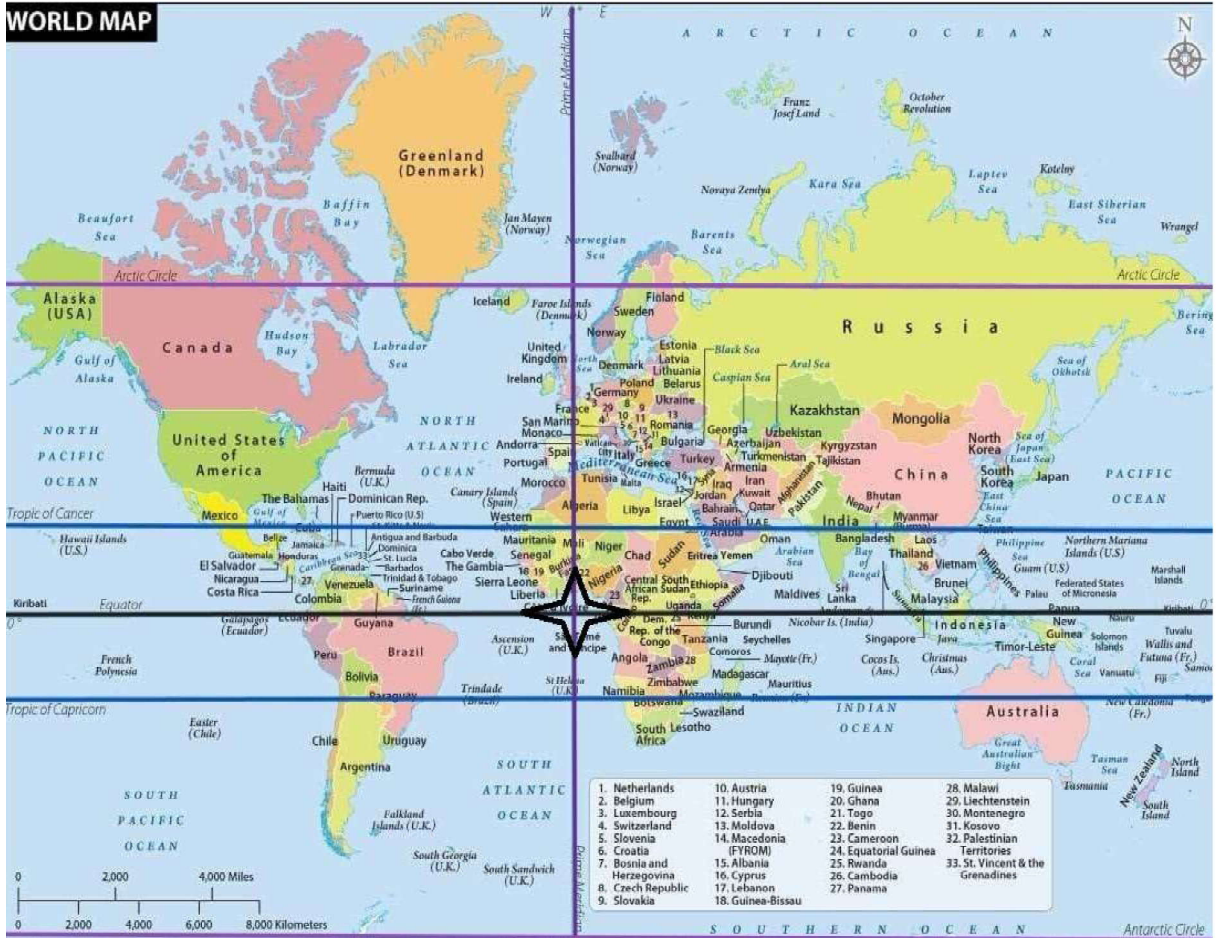 WORLD MAP
W 0° E
N
Prime Meridian
A R C T I C O C E A N
Franz
Josef Land
October
Revolution
Svalbard
(Norway)
Novaya Zemlya
Kara Sea
Laptev
Sea
Kotelny
East Siberian
Sea
Wrangel
Greenland
(Denmark)
Beaufort
Sea
Baffin
Bay
Jan Mayen
(Norway)
Norwegian
Sea
Barents
Sea
Arctic Circle
Arctic Circle
Alaska
(USA)
Iceland
Faroe Islands
(Denmark)
Finland
Sweden
Norway
R u s s i a
Bering
Sea
Gulf of
Alaska
Canada
Hudson
Bay
Labrador
Sea
United
Kingdom
Ireland
Denmark
Estonia
Latvia
Lithuania
Belarus
Poland
Germany
Ukraine
Black Sea
Caspian Sea
Aral Sea
Sea of
Okhotsk
Kazakhstan
Mongolia
NORTH
PACIFIC
OCEAN
United States
of
America
NORTH
ATLANTIC
OCEAN
France
San Marino
Monaco
Andorra
Portugal
Spain
Vatican
City
Italy
Romania
Bulgaria
Greece
Turkey
Georgia
Azerbaijan
Armenia
Uzbekistan
Turkmenistan
Kyrgyzstan
Tajikistan
China
North
Korea
South
Korea
Sea of
Japan
(East Sea)
Japan
PACIFIC
OCEAN
Mediterranean Sea
Malta
Morocco
Tunisia
Algeria
Libya
Egypt
Israel
Jordan
Syria
Iraq
Iran
Kuwait
Bahrain
Qatar
Saudi
Arabia
U.A.E.
Afghanistan
Pakistan
India
Nepal
Bhutan
Bangladesh
Myanmar
East
China
Sea
Bermuda
(U.K.)
Canary Islands
(Spain)
Western
Haiti
The Bahamas
Dominican Rep.
Puerto Rico (U.S)
Antigua and Barbuda
Dominica
St. Lucia
Barbados
Grenada
Trinidad & Tobago
Tropic of Cancer
Hawaii Islands
(U.S.)
Mexico
Gulf of
Mexico
Cuba
Belize
Jamaica
Guatemala
Honduras
El Salvador
Nicaragua
Costa Rica
Caribbean Sea
33
27
Venezuela
Colombia
Suriname
French Guiana
Guyana
Mauritania
Mali
Niger
Chad
Sudan
Eritrea
Yemen
Oman
Arabian
Sea
Bay
of
Bengal
Laos
Thailand
Vietnam
26
Philippine
Sea
Philippines
Northern Mariana
Islands (U.S)
Guam (U.S)
Cabo Verde
The Gambia
Senegal
18 19
Sierra Leone
Liberia
Burkina
22
Nigeria
23
Central
African
Rep.
South
Sudan
Ethiopia
Djibouti
Somalia
Uganda
Kenya
Maldives
Sri
Lanka
Nicobar Is. (India)
Malaysia
Brunei
Palau
Federated States
of Micronesia
Marshall
Islands
Kiribati
Equator
0°
0°
Galapagos
(Ecuador)
Ecuador
Peru
Brazil
Bolivia
Paraguay
Ascension
(U.K.)
St Helena
(U.K.)
Trindade
(Brazil)
Dem.
Rep. of the
Congo
25
Burundi
Tanzania
Seychelles
Comoros
Mayotte (Fr.)
Angola
Zambia
28
Zimbabwe
Mozambique
Madagascar
Mauritius
Namibia
Botswana
Swaziland
South
Africa
Lesotho
Singapore
Sumatra
Java
Indonesia
Timor-Leste
Papua
New
Guinea
Nauru
Kiribati
Solomon
Islands
Tuvalu
Wallis and
Futuna (Fr.)
Samoa
Cocos Is.
(Aus.)
Christmas
(Aus.)
Coral
Sea
Vanuatu
Fiji
New Caledonia
(Fr.)
French
Polynesia
Tropic of Capricorn
INDIAN
OCEAN
Australia
Great
Australian
Bight
Tasman
Sea
Tasmania
New Zealand
North
Island
South
Island
Easter
(Chile)
Chile
Uruguay
Argentina
SOUTH
PACIFIC
OCEAN
SOUTH
ATLANTIC
OCEAN
Falkland
Islands (U.K.)
South Georgia
(U.K.)
South Sandwich
(U.K.)
Prime Meridian
1. Netherlands
2. Belgium
3. Luxembourg
4. Switzerland
5. Slovenia
6. Croatia
7. Bosnia and
Herzegovina
8. Czech Republic
9. Slovakia
10. Austria
11. Hungary
12. Serbia
13. Moldova
14. Macedonia
(FYROM)
15. Albania
16. Cyprus
17. Lebanon
18. Guinea-Bissau
19. Guinea
20. Ghana
21. Togo
22. Benin
23. Cameroon
24. Equatorial Guinea
25. Rwanda
26. Cambodia
27. Panama
28. Malawi
29. Liechtenstein
30. Montenegro
31. Kosovo
32. Palestinian
Territories
33. St. Vincent & the
Grenadines
0 2,000 4,000 Miles
0 2,000 4,000 6,000 8,000 Kilometers
S O U T H E R N O C E A N
Antarctic Circle